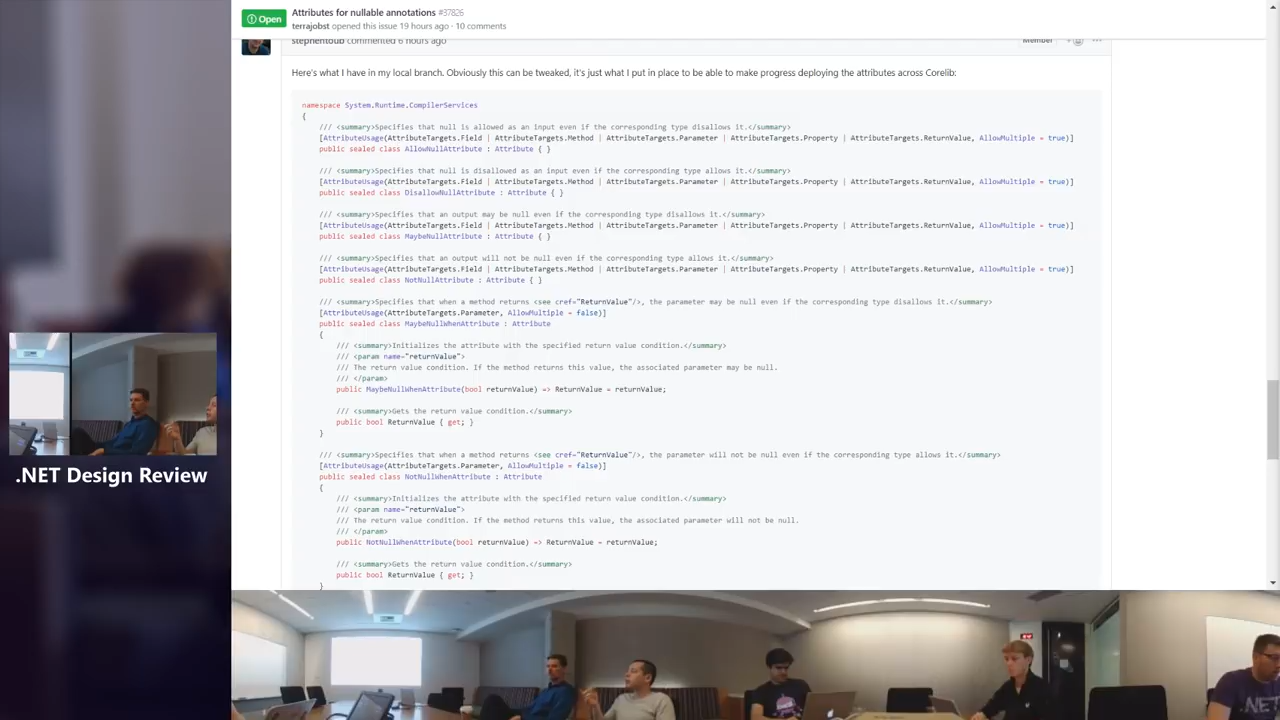 Open
Attributes for nullable annotations #37826
terrajobst opened this issue 19 hours ago · 10 comments
stephentoub commented 6 hours ago
Member
Here's what I have in my local branch. Obviously this can be tweaked, it's just what I put in place to be able to make progress deploying the attributes across Corelib:
namespace System.Runtime.CompilerServices
{
/// <summary>Specifies that null is allowed as an input even if the corresponding type disallows it.</summary>
[AttributeUsage(AttributeTargets.Field | AttributeTargets.Method | AttributeTargets.Parameter | AttributeTargets.Property | AttributeTargets.ReturnValue, AllowMultiple = true)]
public sealed class AllowNullAttribute : Attribute { }
/// <summary>Specifies that null is disallowed as an input even if the corresponding type allows it.</summary>
[AttributeUsage(AttributeTargets.Field | AttributeTargets.Method | AttributeTargets.Parameter | AttributeTargets.Property | AttributeTargets.ReturnValue, AllowMultiple = true)]
public sealed class DisallowNullAttribute : Attribute { }
/// <summary>Specifies that an output may be null even if the corresponding type disallows it.</summary>
[AttributeUsage(AttributeTargets.Field | AttributeTargets.Method | AttributeTargets.Parameter | AttributeTargets.Property | AttributeTargets.ReturnValue, AllowMultiple = true)]
public sealed class MaybeNullAttribute : Attribute { }
/// <summary>Specifies that an output will not be null even if the corresponding type allows it.</summary>
[AttributeUsage(AttributeTargets.Field | AttributeTargets.Method | AttributeTargets.Parameter | AttributeTargets.Property | AttributeTargets.ReturnValue, AllowMultiple = true)]
public sealed class NotNullAttribute : Attribute { }
/// <summary>Specifies that when a method returns <see cref="ReturnValue"/>, the parameter may be null even if the corresponding type disallows it.</summary>
[AttributeUsage(AttributeTargets.Parameter, AllowMultiple = false)]
public sealed class MaybeNullWhenAttribute : Attribute
{
/// <summary>Initializes the attribute with the specified return value condition.</summary>
/// <param name="returnValue">
/// The return value condition. If the method returns this value, the associated parameter may be null.
/// </param>
public MaybeNullWhenAttribute(bool returnValue) => ReturnValue = returnValue;
/// <summary>Gets the return value condition.</summary>
public bool ReturnValue { get; }
}
/// <summary>Specifies that when a method returns <see cref="ReturnValue"/>, the parameter will not be null even if the corresponding type allows it.</summary>
[AttributeUsage(AttributeTargets.Parameter, AllowMultiple = false)]
public sealed class NotNullWhenAttribute : Attribute
{
/// <summary>Initializes the attribute with the specified return value condition.</summary>
/// <param name="returnValue">
/// The return value condition. If the method returns this value, the associated parameter will not be null.
/// </param>
public NotNullWhenAttribute(bool returnValue) => ReturnValue = returnValue;
/// <summary>Gets the return value condition.</summary>
public bool ReturnValue { get; }
}
.NET Design Review
.NET